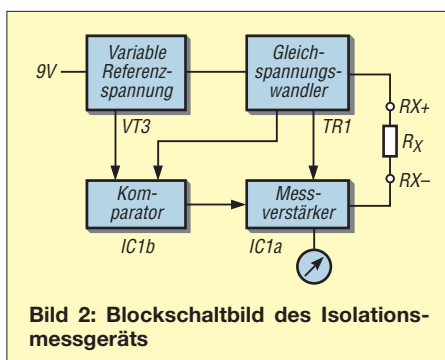 9V
Variable
Referenz-
spannung
Gleich-
spannungs-
wandler
RX+
VT3
TR1
RX
RX–
Kom-
parator
Mess-
verstärker
IC1b
IC1a
Bild 2: Blockschaltbild des Isolations-
messgeräts